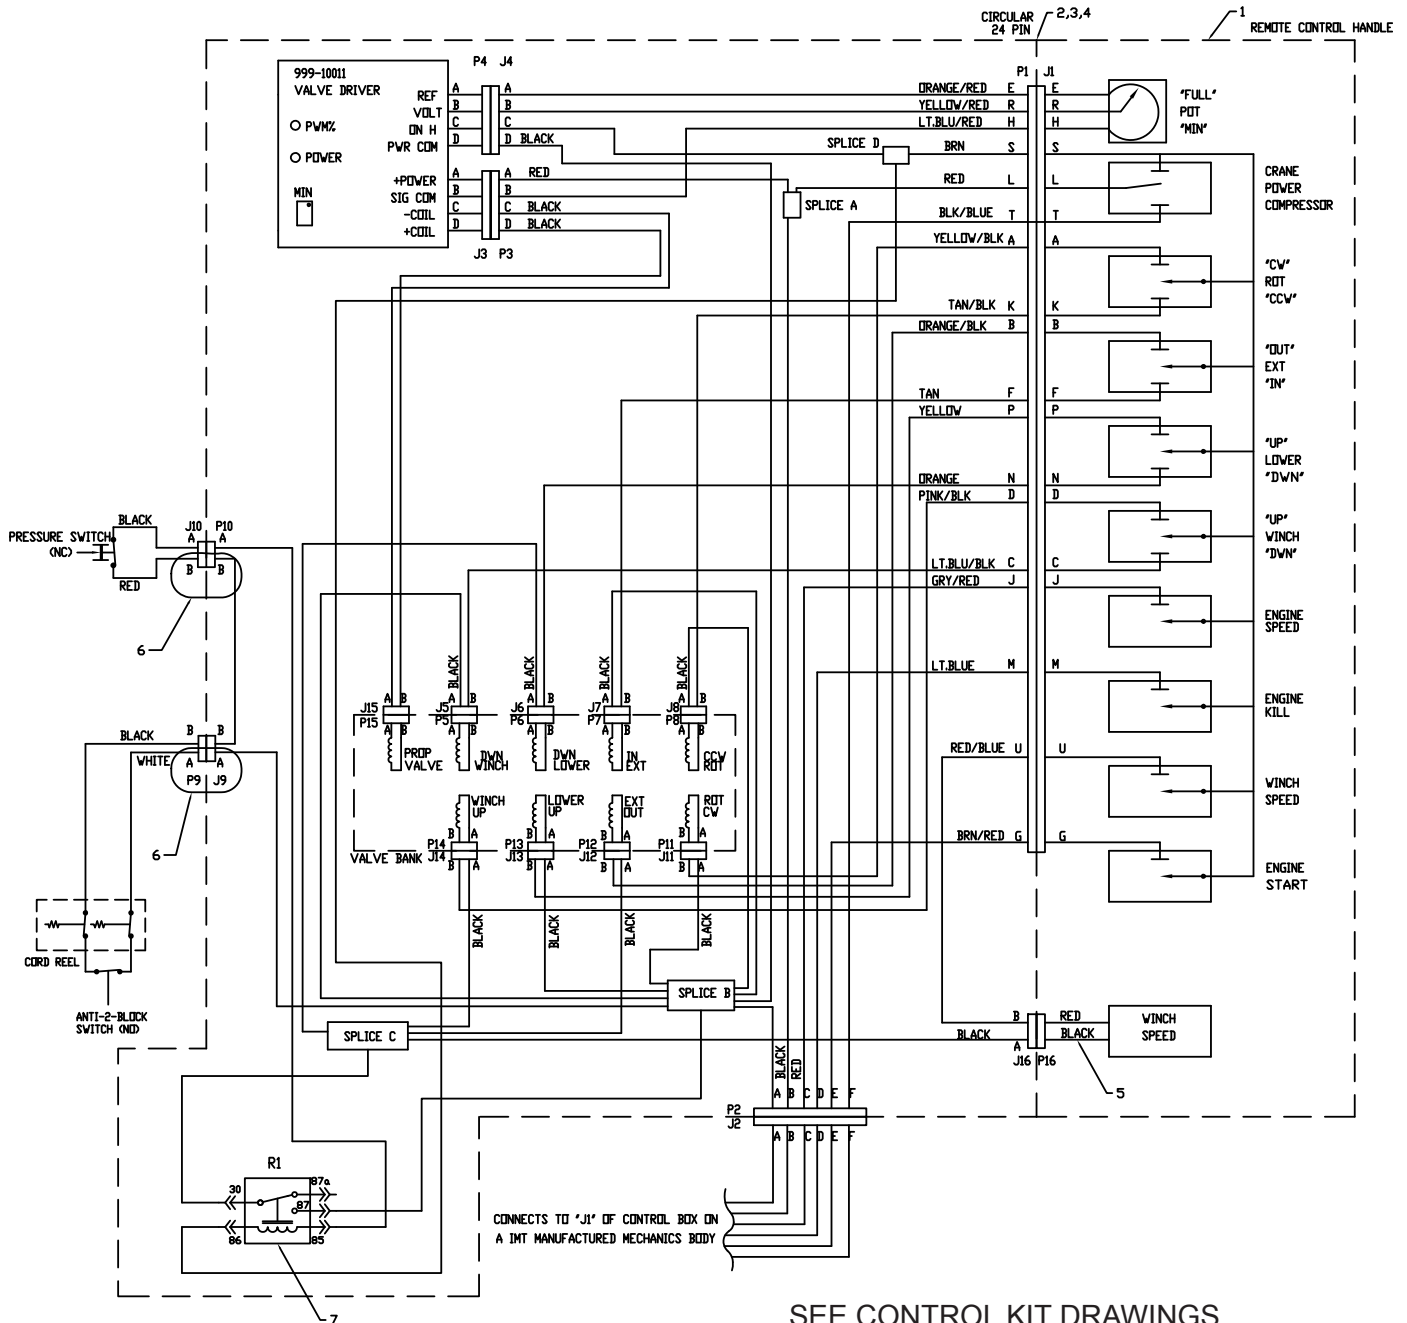 CIRCULAR
24 PIN
2,3,4
1
REMOTE CONTROL HANDLE
999-10011
VALVE DRIVER
PWM%
POWER
MIN
REF
VOLT
ON H
PWR COM
+POWER
SIG COM
-COIL
+COIL
P4 J4
A A
B B
C C
D D BLACK
A A RED
B B
C C BLACK
D D BLACK
J3 P3
P1 J1
ORANGE/RED E E
YELLOW/RED R R
LT.BLU/RED H H
SPLICE D
BRN S S
RED L L
SPLICE A
BLK/BLUE T T
YELLOW/BLK A A
TAN/BLK K K
ORANGE/BLK B B
TAN F F
YELLOW P P
ORANGE N N
PINK/BLK D D
LT.BLU/BLK C C
GRY/RED J J
LT.BLUE M M
RED/BLUE U U
BRN/RED G G
"FULL"
POT
"MIN"
CRANE
POWER
COMPRESSOR
"CW"
ROT
"CCW"
"OUT"
EXT
"IN"
"UP"
LOWER
"DWN"
"UP"
WINCH
"DWN"
ENGINE
SPEED
ENGINE
KILL
WINCH
SPEED
ENGINE
START
PRESSURE SWITCH
(NC)
BLACK
RED
J10 P10
A A
B B
6
BLACK
WHITE
B B
A A
P9 J9
6
CORD REEL
ANTI-2-BLOCK
SWITCH (NO)
BLACK
BLACK
BLACK
BLACK
A B
J15
P15
A B
PROP
VALVE
A B
J5
P5
A B
DWN
WINCH
A B
J6
P6
A B
DWN
LOWER
A B
J7
P7
A B
IN
EXT
A B
J8
P8
A B
CCW
ROT
WINCH
UP
LOWER
UP
EXT
OUT
ROT
CW
VALVE BANK
B A
P14
J14
B A
B A
P13
J13
B A
B A
P12
J12
B A
B A
P11
J11
B A
BLACK
BLACK
BLACK
BLACK
SPLICE B
SPLICE C
BLACK
B
A
J16 P16
RED
BLACK
WINCH
SPEED
5
BLACK
RED
A B C D E F
P2
J2
A B C D E F
R1
30
87a
87
86
85
7
CONNECTS TO "J1" OF CONTROL BOX ON
A IMT MANUFACTURED MECHANICS BODY
SEE CONTROL KIT DRAWINGS